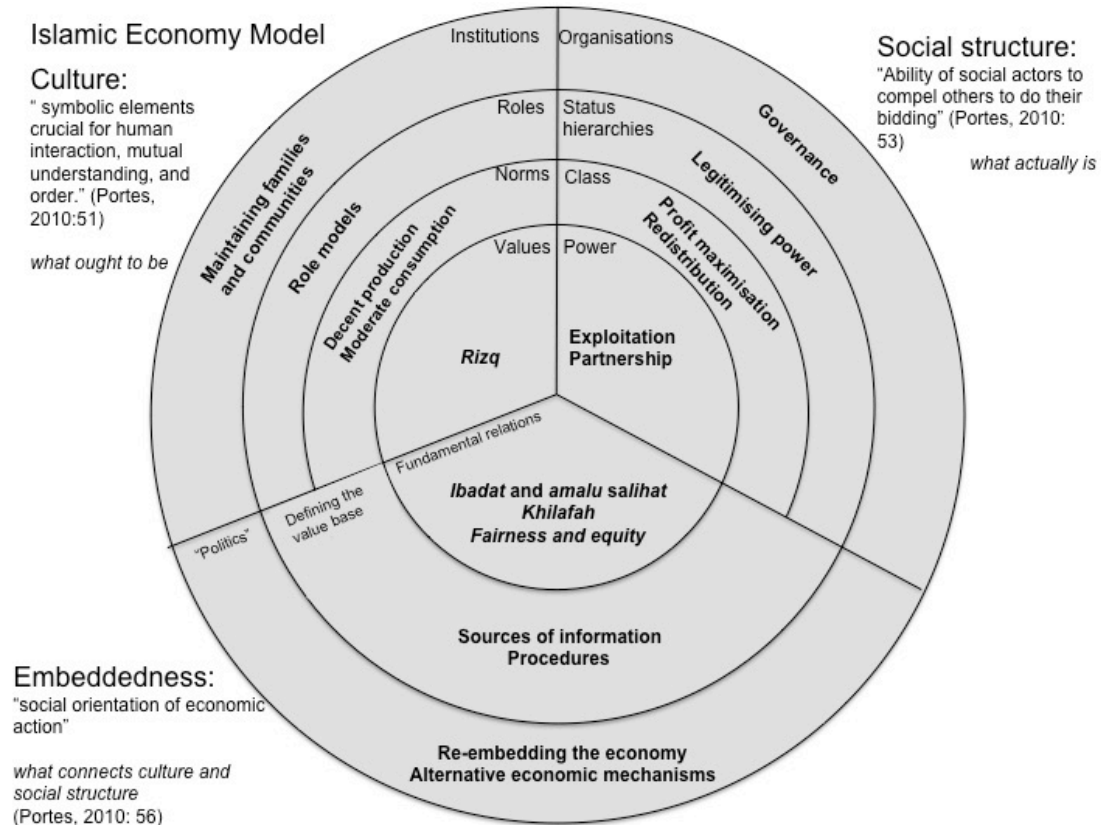 Islamic Economy Model
Culture:
“ symbolic elements
crucial for human
interaction, mutual
understanding, and
order.” (Portes,
2010:51)
what ought to be
Institutions
Organisations
Social structure:
“Ability of social actors to
compel others to do their
bidding” (Portes, 2010:
53)
what actually is
Roles
Status
hierarchies
Norms
Class
Values
Power
Maintaining families
and communities
Role models
Decent production
Moderate consumption
Rizq
Governance
Legitimising power
Profit maximisation
Redistribution
Exploitation
Partnership
Fundamental relations
Defining the
value base
“Politics”
Ibadat and amalu salihat
Khilafah
Fairness and equity
Sources of information
Procedures
Re-embedding the economy
Alternative economic mechanisms
Embeddedness:
“social orientation of economic
action”
what connects culture and
social structure
(Portes, 2010: 56)